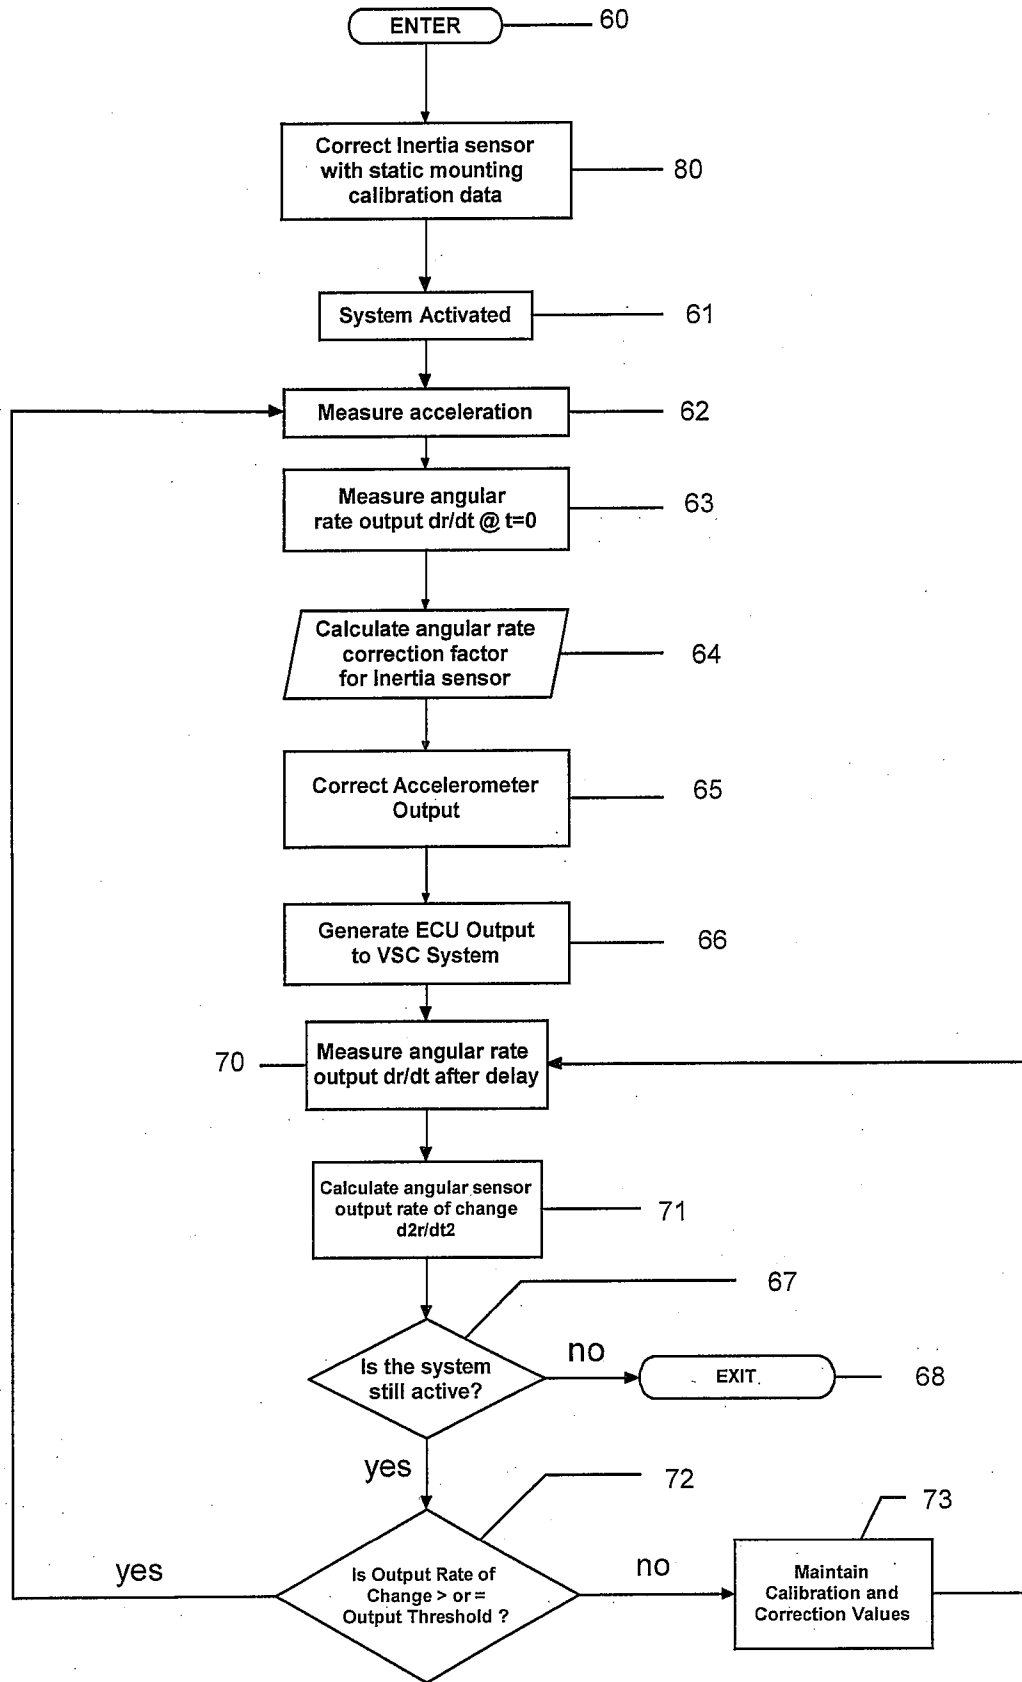 ENTER
60
Correct Inertia sensor
with static mounting
calibration data
80
System Activated
61
Measure acceleration
62
Measure angular
rate output dr/dt @ t=0
63
Calculate angular rate
correction factor
for Inertia sensor
64
Correct Accelerometer
Output
65
Generate ECU Output
to VSC System
66
70
Measure angular rate
output dr/dt after delay
Calculate angular sensor
output rate of change
d2r/dt2
71
67
Is the system
still active?
no
EXIT
68
yes
72
73
yes
Is Output Rate of
Change > or =
Output Threshold ?
no
Maintain
Calibration and
Correction Values